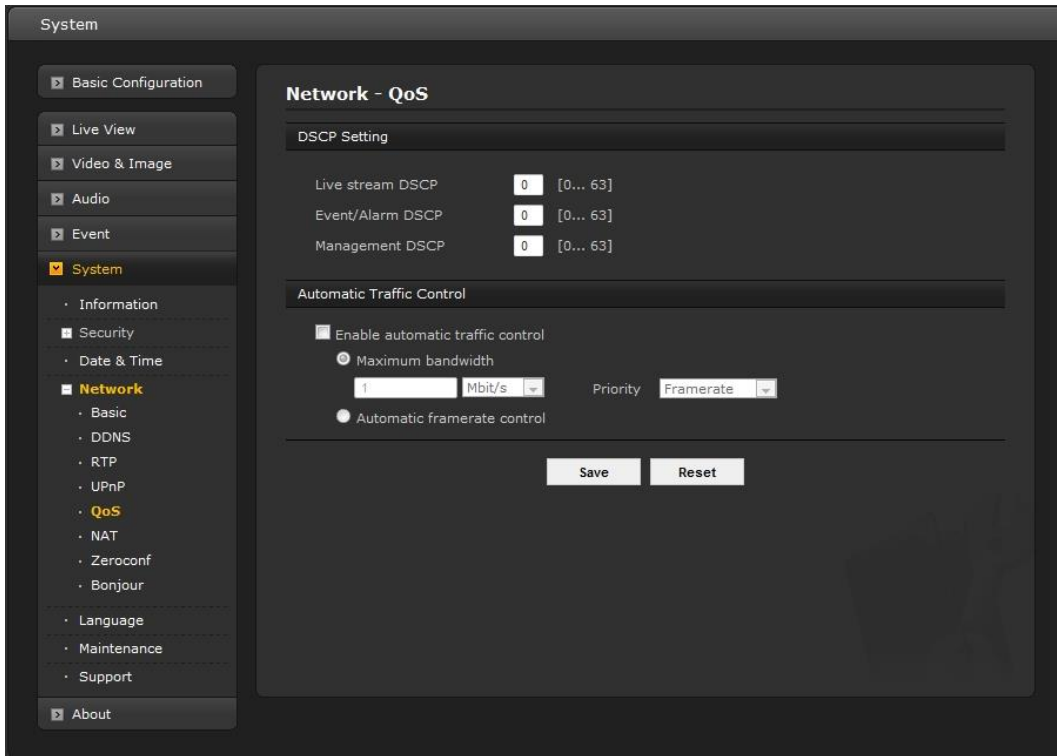 System
Basic Configuration
Live View
Video & Image
Audio
Event
System
· Information
Security
· Date & Time
Network
· Basic
· DDNS
· RTP
· UPnP
· QoS
· NAT
· Zeroconf
· Bonjour
· Language
· Maintenance
· Support
About
Network - QoS
DSCP Setting
Live stream DSCP 0 [0... 63]
Event/Alarm DSCP 0 [0... 63]
Management DSCP 0 [0... 63]
Automatic Traffic Control
Enable automatic traffic control
Maximum bandwidth
1 Mbit/s Priority Framerate
Automatic framerate control
Save Reset